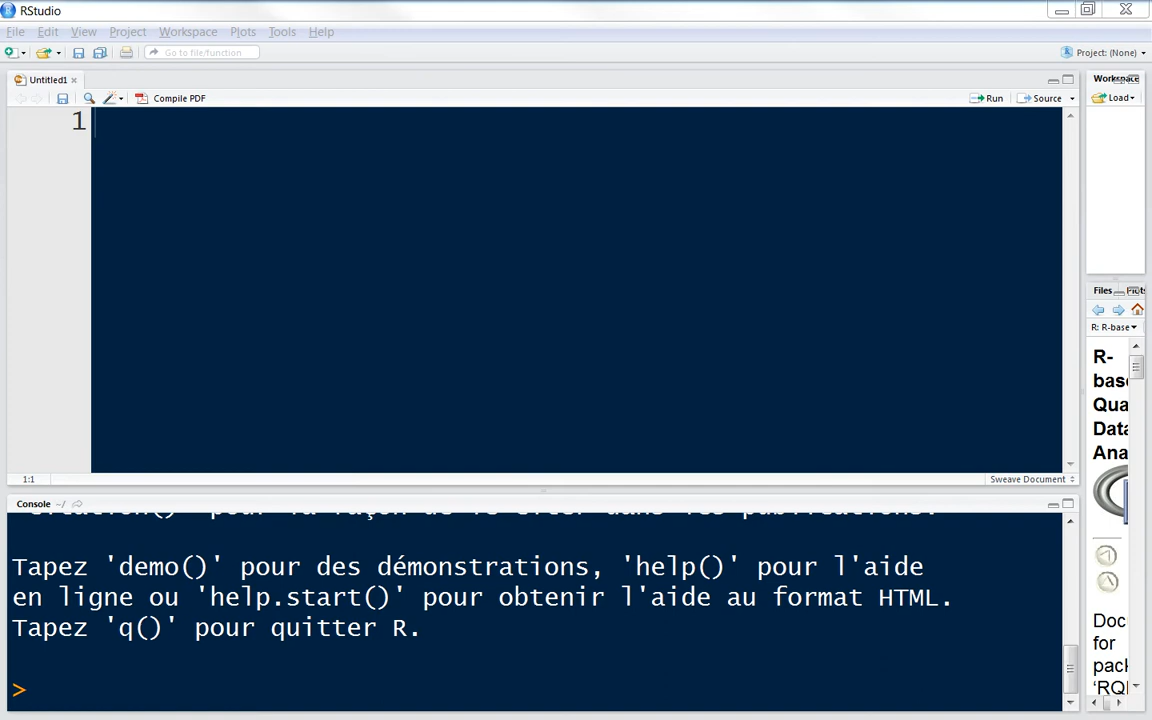 RStudio
File Edit View Project Workspace Plots Tools Help
Go to file/function
Project: (None)
Untitled1
Compile PDF
Run
Source
1
1:1
Sweave Document
Console ~/
Tapez 'demo()' pour des démonstrations, 'help()' pour l'aide
en ligne ou 'help.start()' pour obtenir l'aide au format HTML.
Tapez 'q()' pour quitter R.
>
Workspace
Load
Files Plots
R: R-base
R-
bas
Qua
Data
Ana
Doc
for
pack